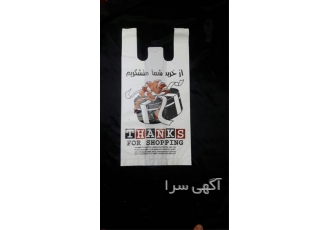 از خرید شما متشکریم
THANKS
FOR SHOPPING
آگهی سرا